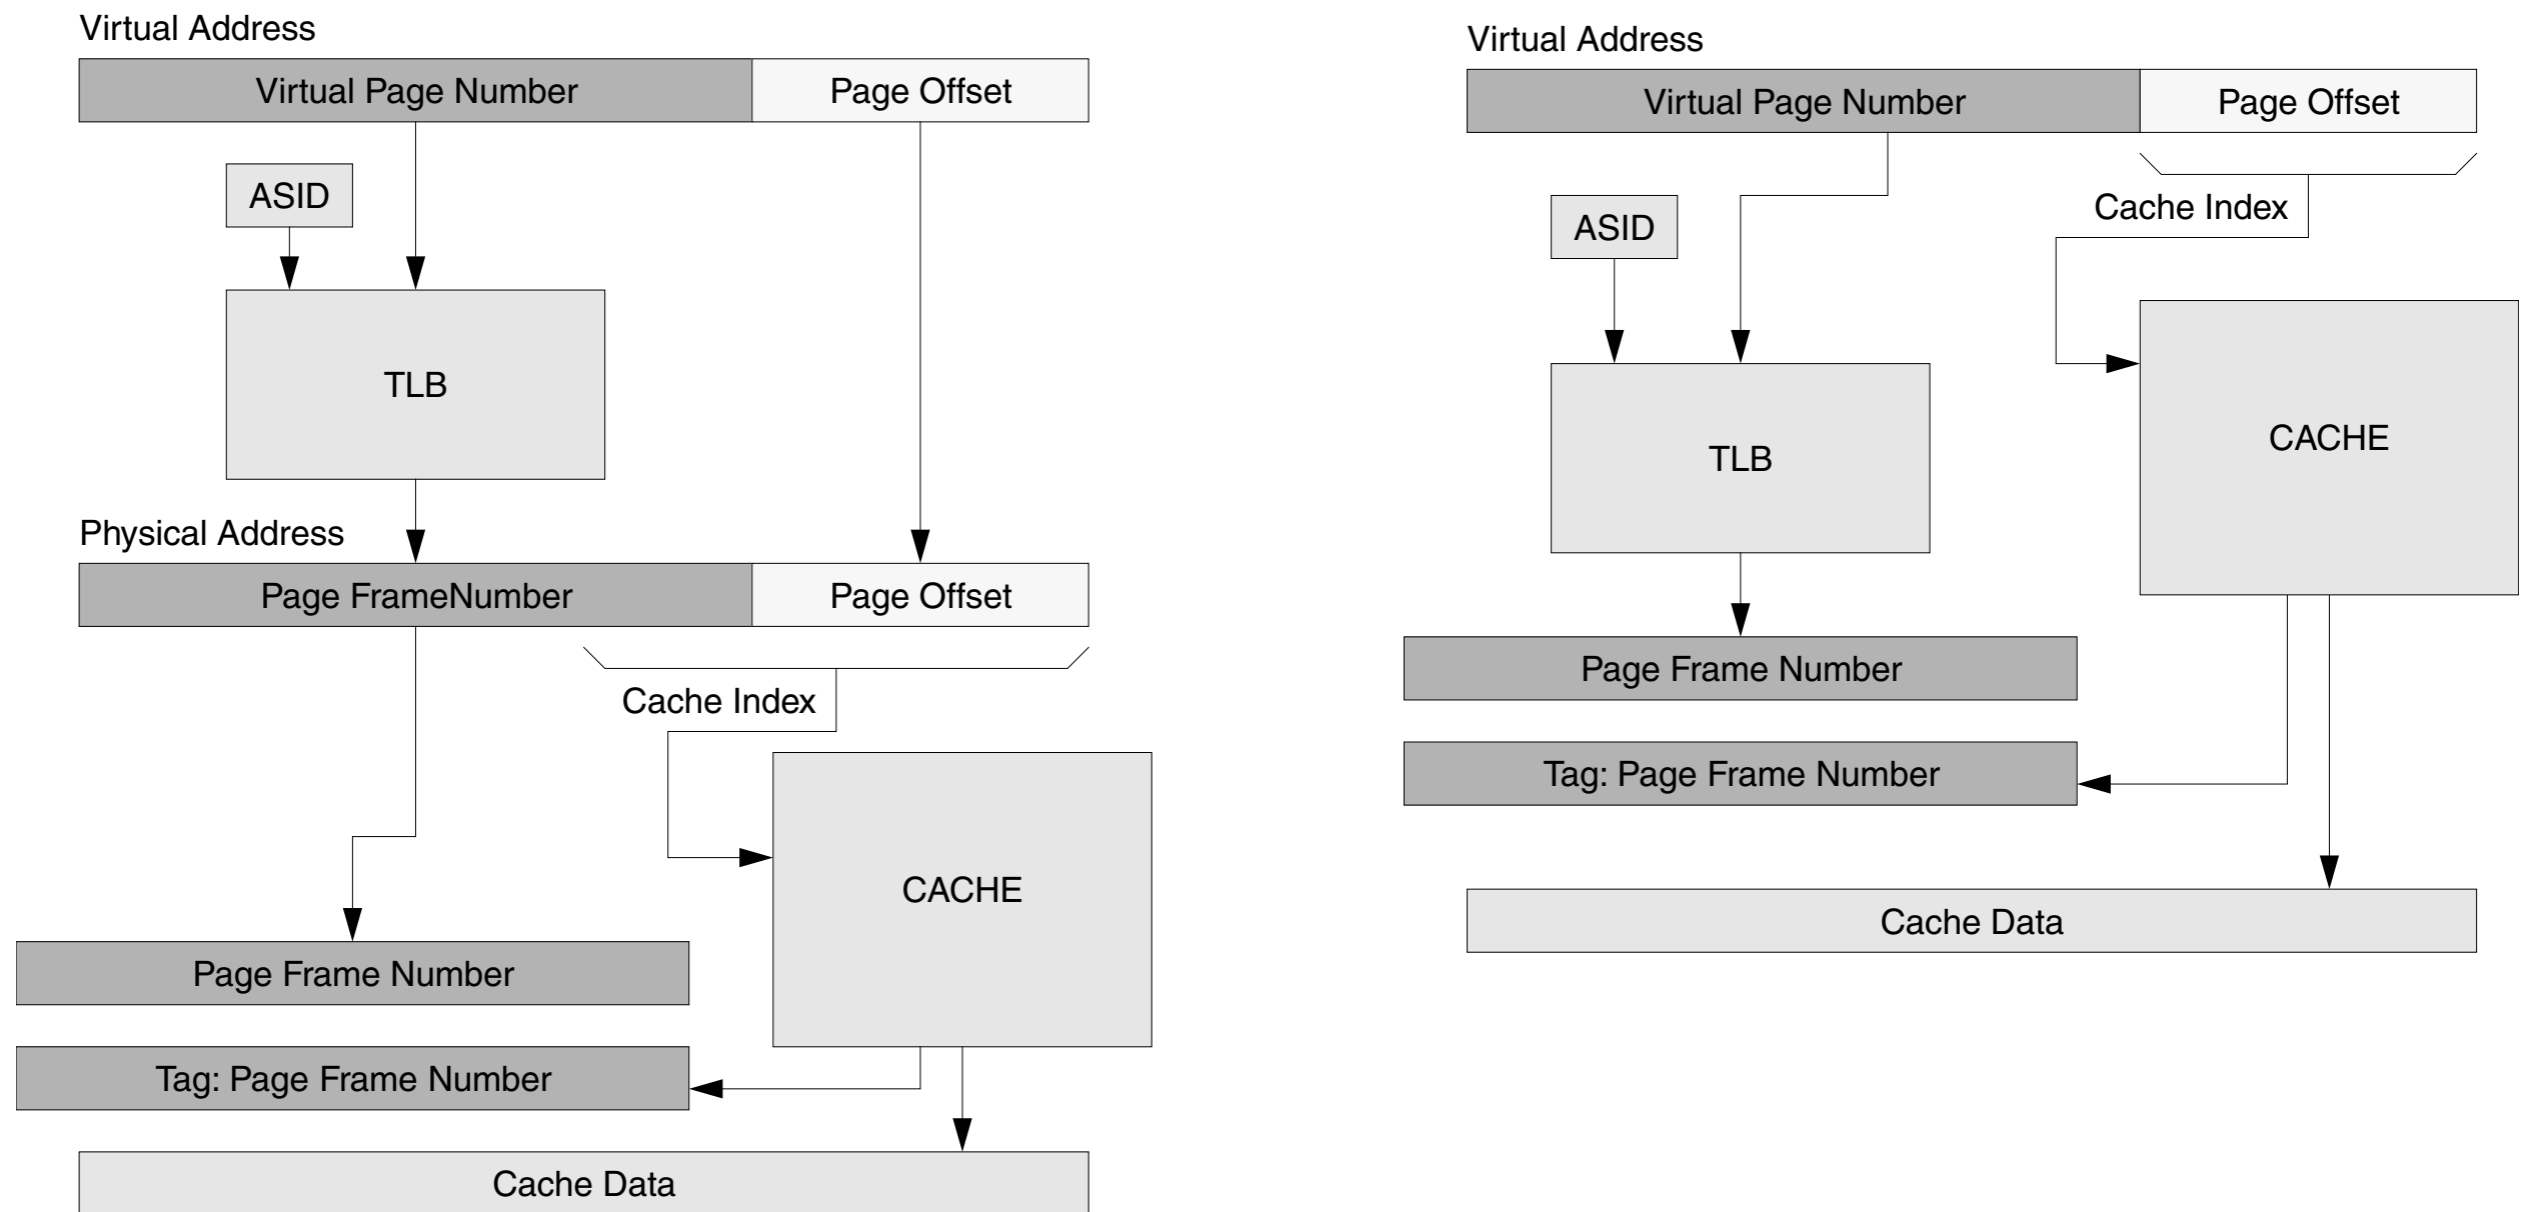 Virtual Address
Virtual Page Number
Page Offset
ASID
TLB
Physical Address
Page FrameNumber
Page Offset
Cache Index
CACHE
Page Frame Number
Tag: Page Frame Number
Cache Data
Virtual Address
Virtual Page Number
Page Offset
Cache Index
ASID
CACHE
TLB
Page Frame Number
Tag: Page Frame Number
Cache Data